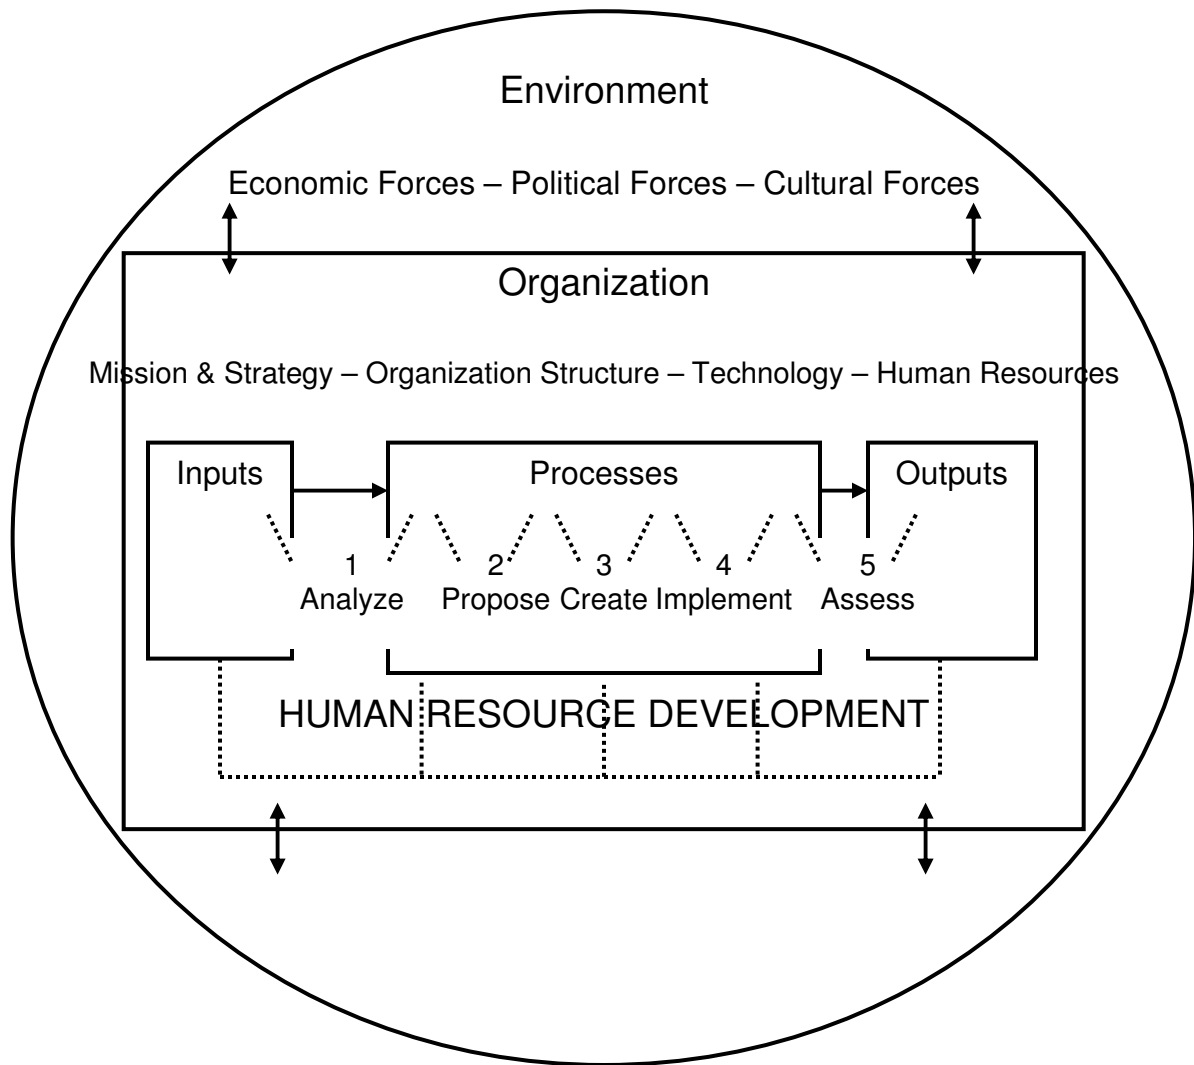 Environment
Economic Forces – Political Forces – Cultural Forces
Organization
Mission & Strategy – Organization Structure – Technology – Human Resources
Inputs Processes Outputs
1 2 3 4 5
Analyze Propose Create Implement Assess
HUMAN RESOURCE DEVELOPMENT